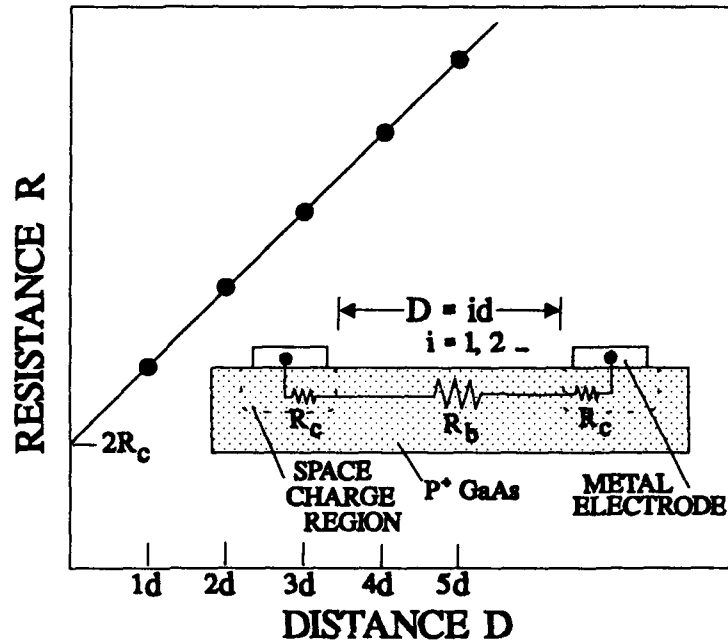 RESISTANCE R
D = id
i = 1, 2 –
R_c
R_b
R_c
2R_c
SPACE
CHARGE
REGION
P⁺ GaAs
METAL
ELECTRODE
1d 2d 3d 4d 5d
DISTANCE D